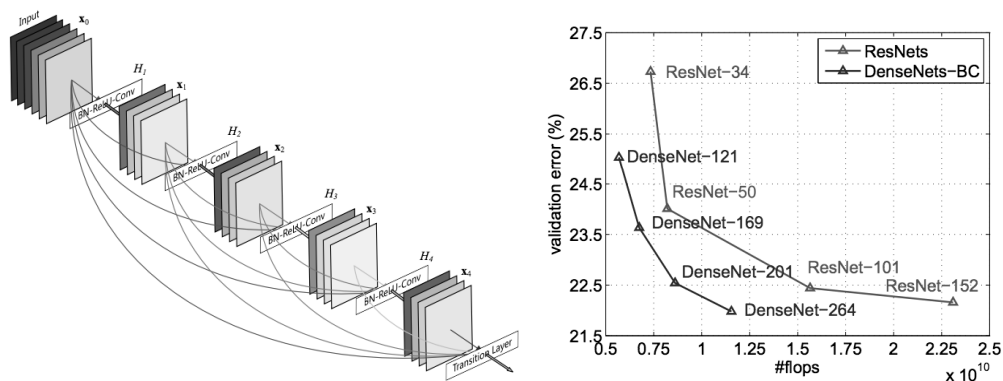 Input
x₀
H₁
BN-ReLU-Conv
x₁
H₂
BN-ReLU-Conv
x₂
H₃
BN-ReLU-Conv
x₃
H₄
BN-ReLU-Conv
x₄
Transition Layer
27.5
26.5
25.5
24.5
23.5
22.5
21.5
validation error (%)
ResNets
DenseNets−BC
ResNet−34
DenseNet−121
ResNet−50
DenseNet−169
DenseNet−201
ResNet−101
ResNet−152
DenseNet−264
0.5 0.75 1 1.25 1.5 1.75 2 2.25 2.5
#flops
x 10¹⁰